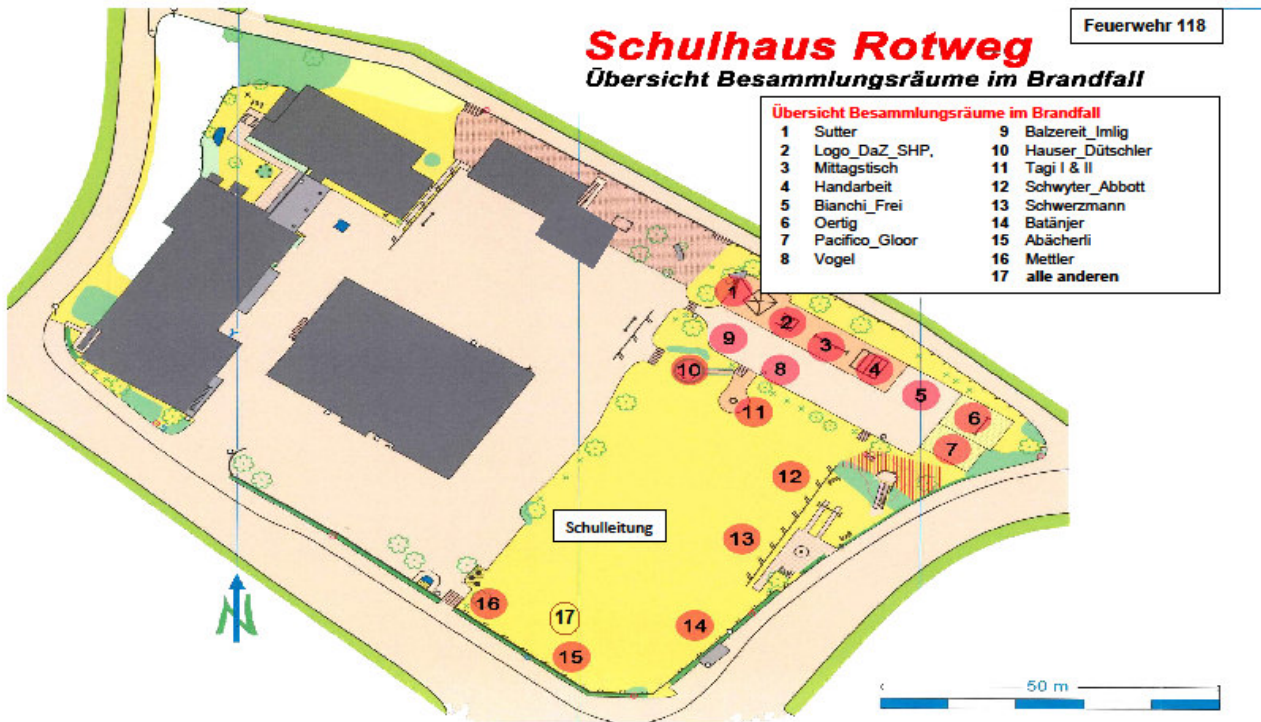 Feuerwehr 118
Schulhaus Rotweg
Übersicht Besammlungsräume im Brandfall
Übersicht Besammlungsräume im Brandfall
1 Sutter
2 Logo_DaZ_SHP,
3 Mittagstisch
4 Handarbeit
5 Bianchi_Frei
6 Oertig
7 Pacifico_Gloor
8 Vogel
9 Balzereit_Imlig
10 Hauser_Dütschler
11 Tagi I & II
12 Schwyter_Abbott
13 Schwerzmann
14 Batänjer
15 Abächerli
16 Mettler
17 alle anderen
1
2
3
4
9
8
10
5
11
6
7
12
Schulleitung
13
16
17
14
15
N
50 m